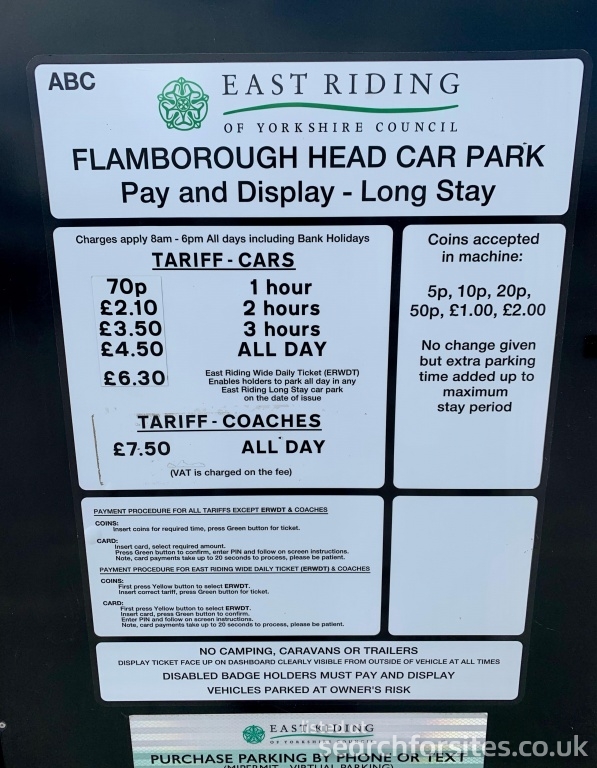 ABC
EAST RIDING
OF YORKSHIRE COUNCIL
FLAMBOROUGH HEAD CAR PARK
Pay and Display - Long Stay
Charges apply 8am - 6pm All days including Bank Holidays
TARIFF - CARS
70p 1 hour
£2.10 2 hours
£3.50 3 hours
£4.50 ALL DAY
£6.30 East Riding Wide Daily Ticket (ERWDT)
Enables holders to park all day in any
East Riding Long Stay car park
on the date of issue
TARIFF - COACHES
£7.50 ALL DAY
(VAT is charged on the fee)
Coins accepted
in machine:
5p, 10p, 20p,
50p, £1.00, £2.00
No change given
but extra parking
time added up to
maximum
stay period
PAYMENT PROCEDURE FOR ALL TARIFFS EXCEPT ERWDT & COACHES
COINS:
Insert coins for required time, press Green button for ticket.
CARD:
Insert card, select required amount.
Press Green button to confirm, enter PIN and follow on screen instructions.
Note, card payments take up to 20 seconds to process, please be patient.
PAYMENT PROCEDURE FOR EAST RIDING WIDE DAILY TICKET (ERWDT) & COACHES
COINS:
First press Yellow button to select ERWDT.
Insert correct tariff, press Green button for ticket.
CARD:
First press Yellow button to select ERWDT.
Insert card, press Green button to confirm.
Enter PIN and follow on screen instructions.
Note, card payments take up to 20 seconds to process, please be patient.
NO CAMPING, CARAVANS OR TRAILERS
DISPLAY TICKET FACE UP ON DASHBOARD CLEARLY VISIBLE FROM OUTSIDE OF VEHICLE AT ALL TIMES
DISABLED BADGE HOLDERS MUST PAY AND DISPLAY
VEHICLES PARKED AT OWNER'S RISK
EAST RIDING
OF YORKSHIRE COUNCIL
listed at
searchforsites.co.uk
PURCHASE PARKING BY PHONE OR TEXT
(MIPERMIT - VIRTUAL PARKING)